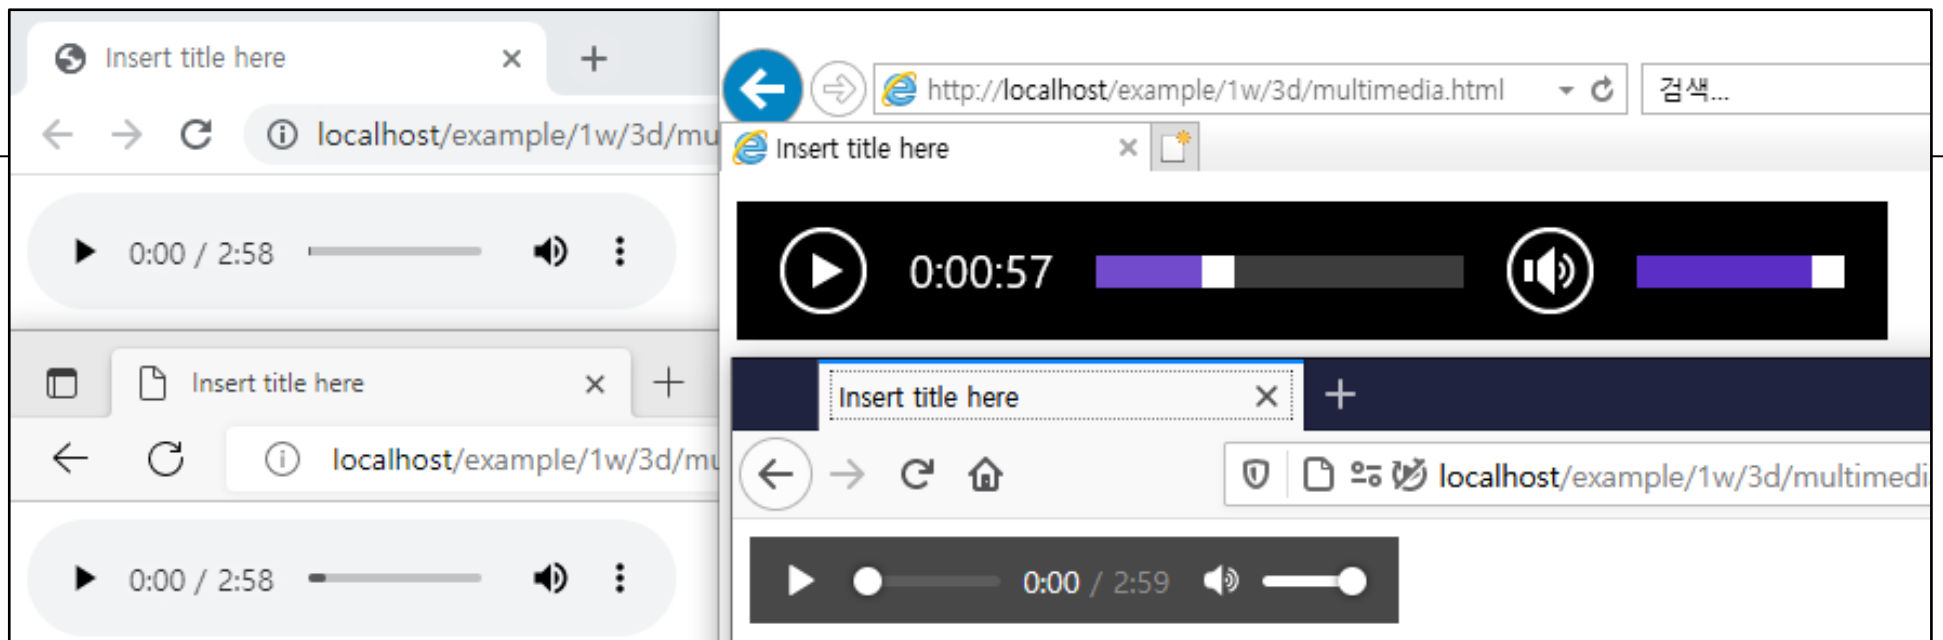 Insert title here
localhost/example/1w/3d/mu
0:00 / 2:58
http://localhost/example/1w/3d/multimedia.html
검색...
Insert title here
0:00:57
Insert title here
localhost/example/1w/3d/mu
0:00 / 2:58
Insert title here
localhost/example/1w/3d/multimedi
0:00 / 2:59